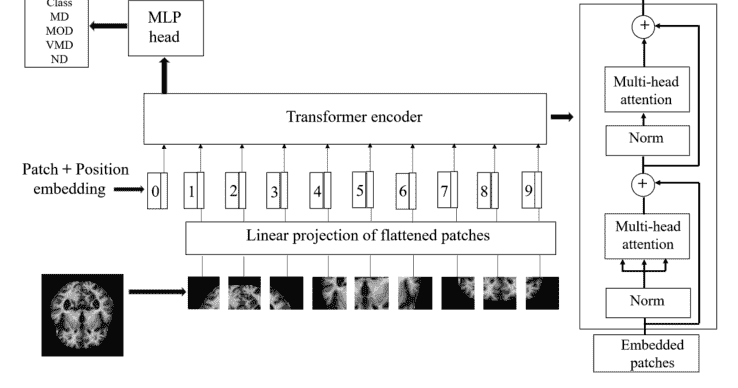 Class
MD
MOD
VMD
ND
MLP
head
Transformer encoder
Patch + Position
embedding
0 1 2 3 4 5 6 7 8 9
Linear projection of flattened patches
+
Multi-head
attention
Norm
+
Multi-head
attention
Norm
Embedded
patches